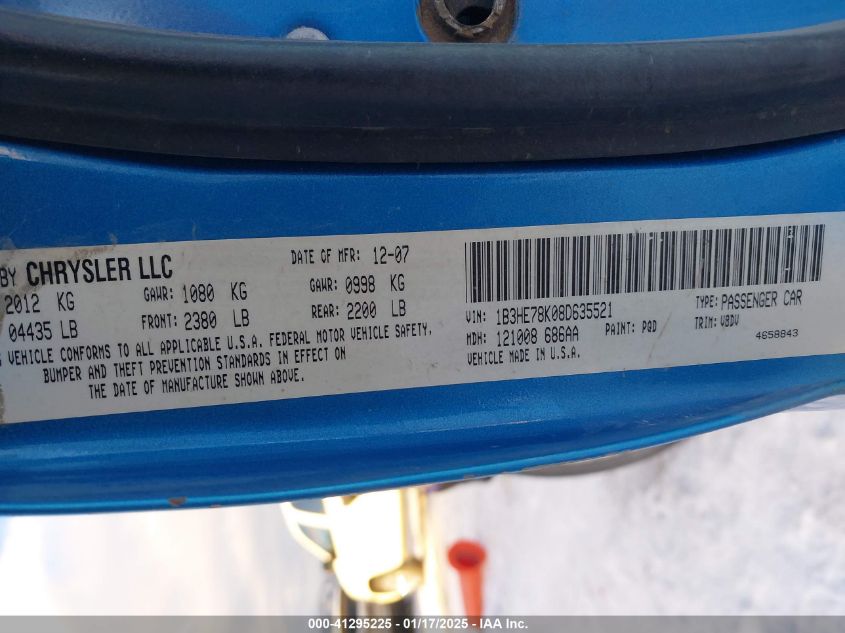 BY CHRYSLER LLC
DATE OF MFR: 12-07
2012 KG
GAWR: 1080 KG
GAWR: 0998 KG
04435 LB
FRONT: 2380 LB
REAR: 2200 LB
VEHICLE CONFORMS TO ALL APPLICABLE U.S.A. FEDERAL MOTOR VEHICLE SAFETY,
BUMPER AND THEFT PREVENTION STANDARDS IN EFFECT ON
THE DATE OF MANUFACTURE SHOWN ABOVE.
VIN: 1B3HE78K08D635521
TYPE: PASSENGER CAR
MDH: 121008 686AA
PAINT: PQD
TRIM: VBDV
VEHICLE MADE IN U.S.A.
4658843
000-41295225 - 01/17/2025 - IAA Inc.